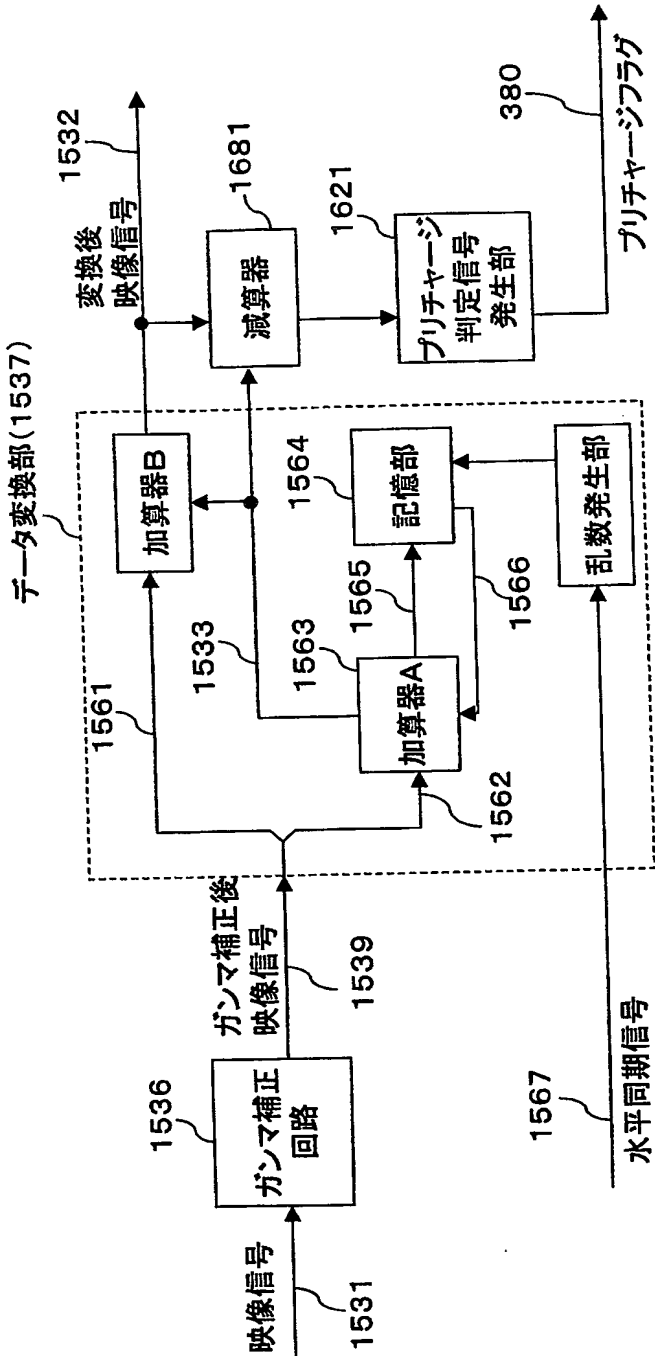 データ変換部(1537)
映像信号
1531
1536
ガンマ補正
回路
ガンマ補正後
映像信号
1539
1561
1562
加算器B
変換後
映像信号
1532
1533
1563
加算器A
1565
1564
記憶部
1566
乱数発生部
1681
減算器
1621
プリチャージ
判定信号
発生部
380
プリチャージフラグ
1567
水平同期信号